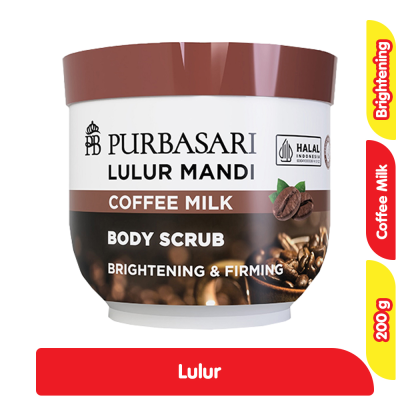 PB
PURBASARI
LULUR MANDI
COFFEE MILK
BODY SCRUB
BRIGHTENING & FIRMING
HALAL
INDONESIA
Brightening
Coffee Milk
200 g
Lulur